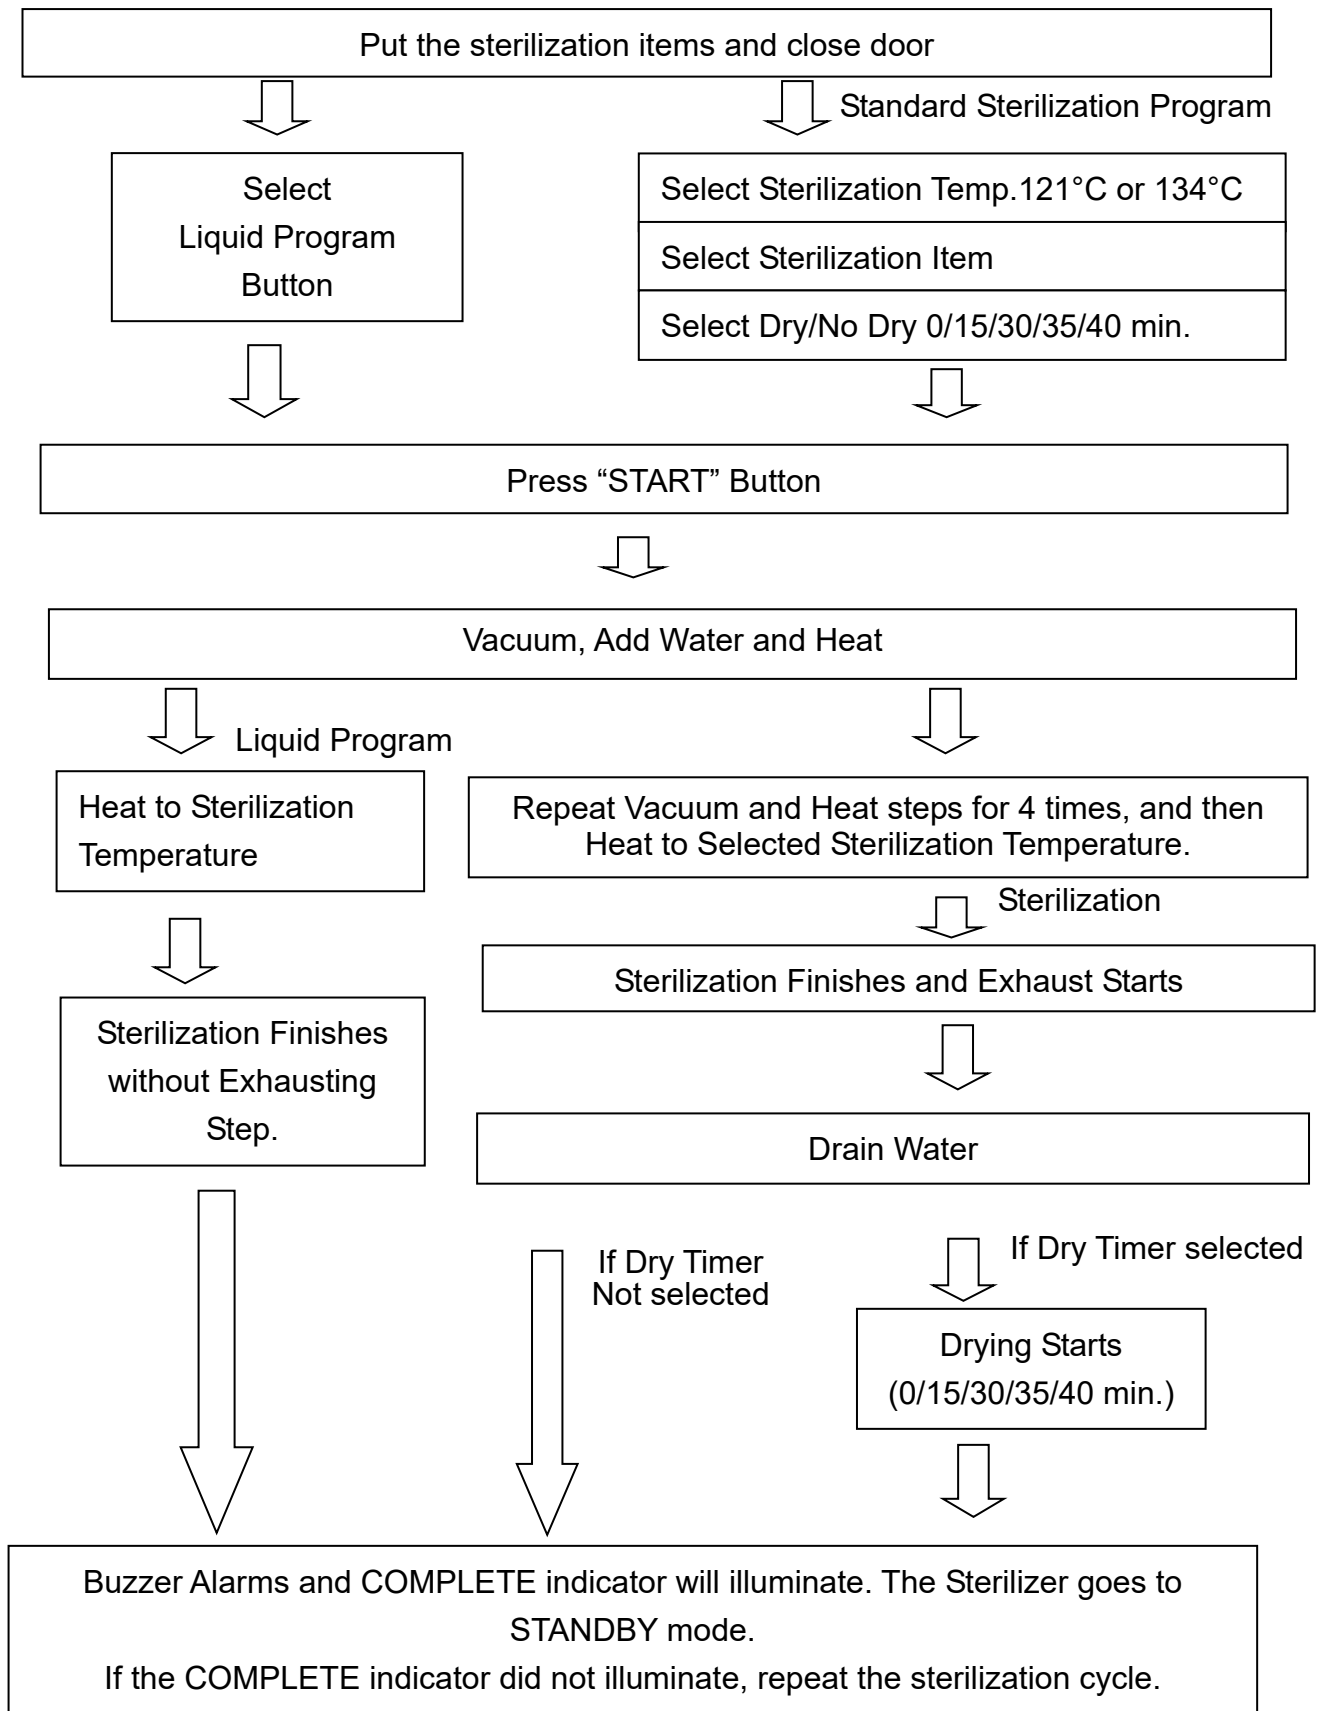 Put the sterilization items and close door
Standard Sterilization Program
Select
Liquid Program
Button
Select Sterilization Temp.121°C or 134°C
Select Sterilization Item
Select Dry/No Dry 0/15/30/35/40 min.
Press “START” Button
Vacuum, Add Water and Heat
Liquid Program
Heat to Sterilization
Temperature
Repeat Vacuum and Heat steps for 4 times, and then
Heat to Selected Sterilization Temperature.
Sterilization
Sterilization Finishes and Exhaust Starts
Sterilization Finishes
without Exhausting
Step.
Drain Water
If Dry Timer
Not selected
If Dry Timer selected
Drying Starts
(0/15/30/35/40 min.)
Buzzer Alarms and COMPLETE indicator will illuminate. The Sterilizer goes to
STANDBY mode.
If the COMPLETE indicator did not illuminate, repeat the sterilization cycle.